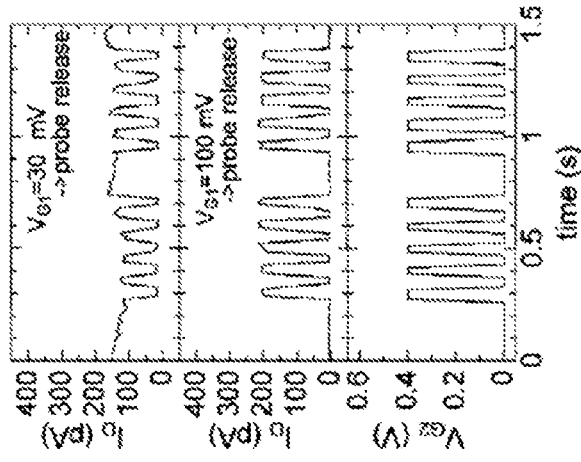 V_G1=30 mV
->probe release
400
300
200
100
0
I_D (pA)
V_G1=100 mV
->probe release
400
300
200
100
0
I_D (pA)
0.6
0.4
0.2
0
V_G2 (V)
0
0.5
1
1.5
time (s)